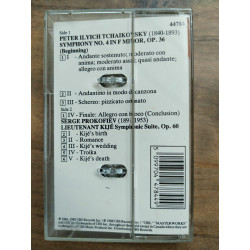 Side 1
44783
PETER ILYICH TCHAIKOVSKY (1840-1893)
SYMPHONY NO. 4 IN F MINOR, OP. 36
(Beginning)
I - Andante sostenuto; moderato con
anima; moderato assai; quasi andante;
allegro con anima
II - Andantino in modo di canzona
III - Scherzo: pizzicato ostinato
Side 2
IV - Finale: Allegro con fuoco (Conclusion)
SERGE PROKOFIEV (1891-1953)
LIEUTENANT KIJÉ Symphonic Suite, Op. 60
I - Kijé's birth
II - Romance
III - Kijé's wedding
IV - Troika
V - Kijé's death